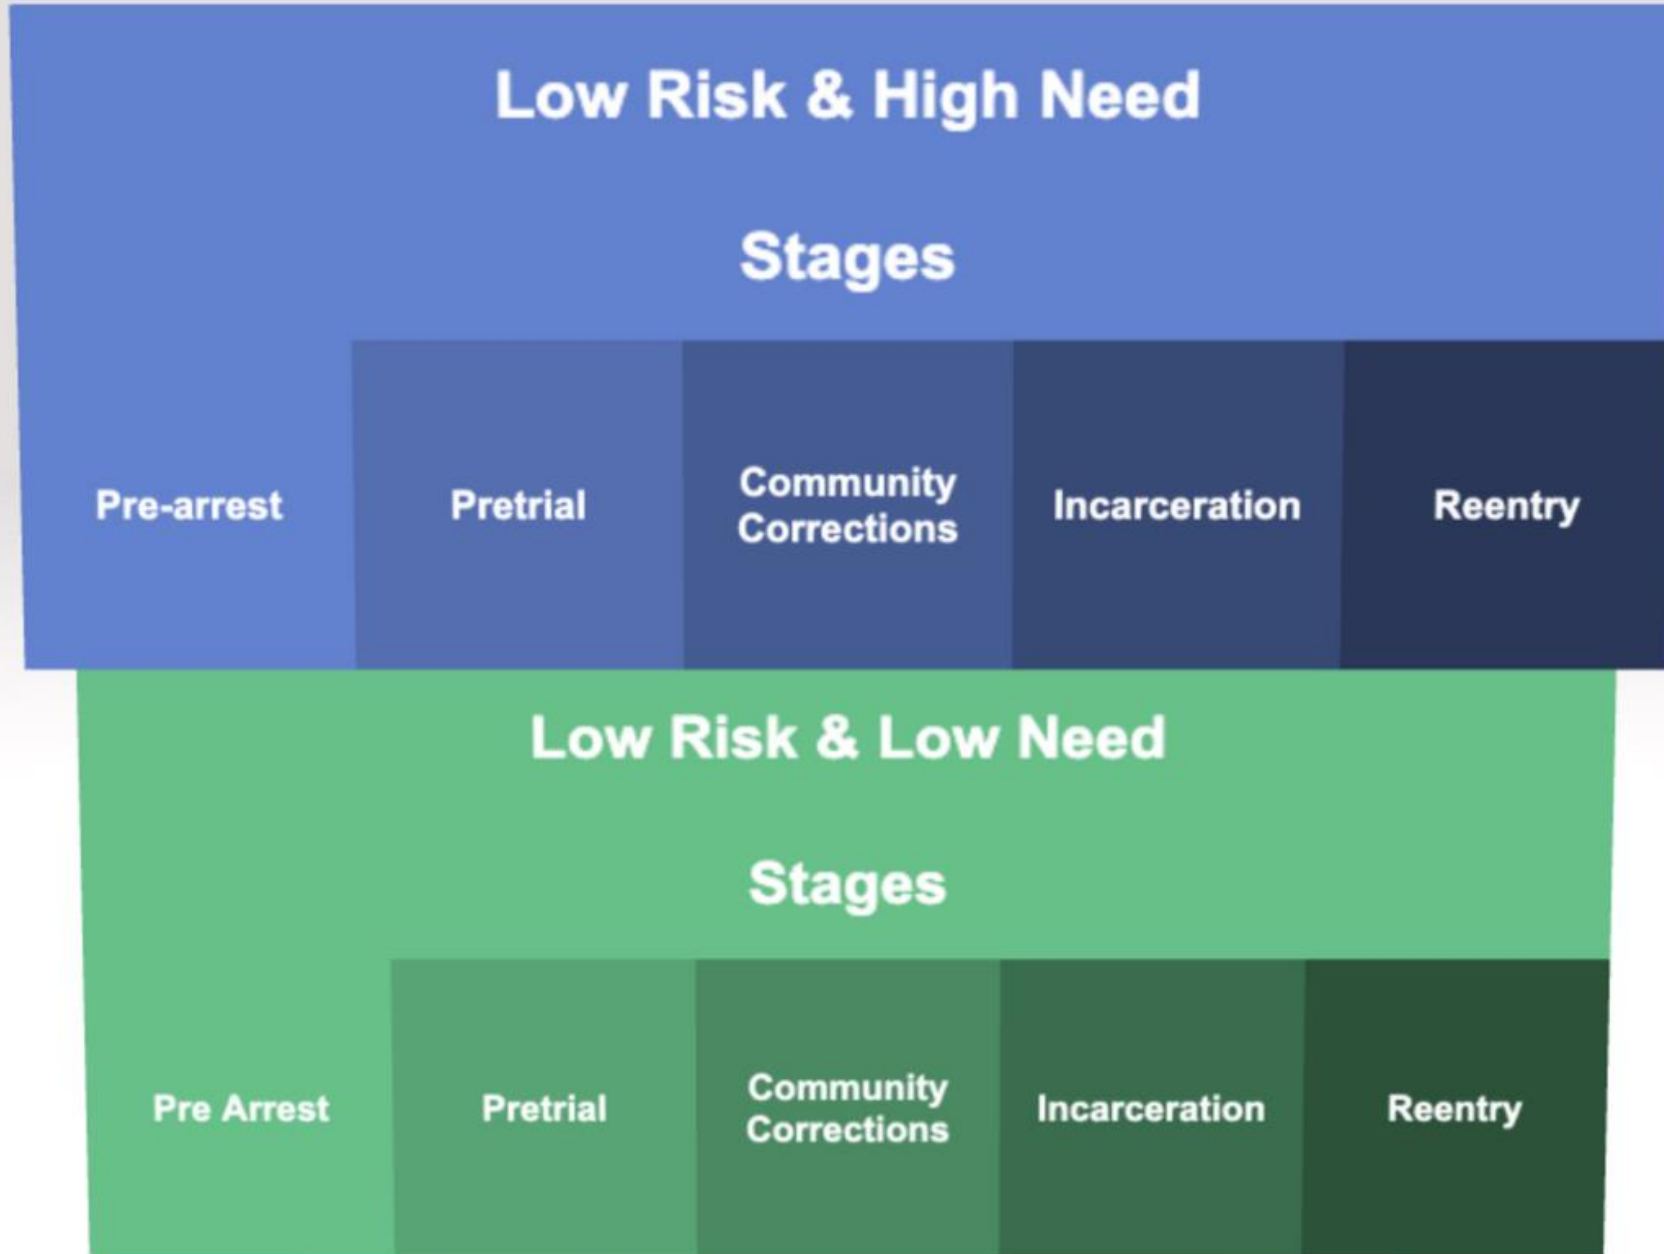 Low Risk & High Need
Stages
Pre-arrest
Pretrial
Community
Corrections
Incarceration
Reentry
Low Risk & Low Need
Stages
Pre Arrest
Pretrial
Community
Corrections
Incarceration
Reentry